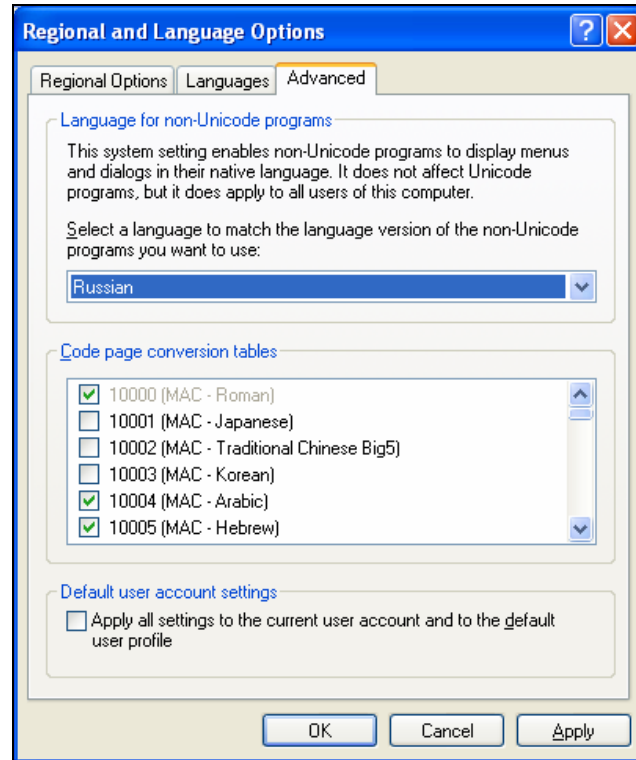 Regional and Language Options
Regional Options Languages Advanced
Language for non-Unicode programs
This system setting enables non-Unicode programs to display menus
and dialogs in their native language. It does not affect Unicode
programs, but it does apply to all users of this computer.
Select a language to match the language version of the non-Unicode
programs you want to use:
Russian
Code page conversion tables
10000 (MAC - Roman)
10001 (MAC - Japanese)
10002 (MAC - Traditional Chinese Big5)
10003 (MAC - Korean)
10004 (MAC - Arabic)
10005 (MAC - Hebrew)
Default user account settings
Apply all settings to the current user account and to the default
user profile
OK Cancel Apply